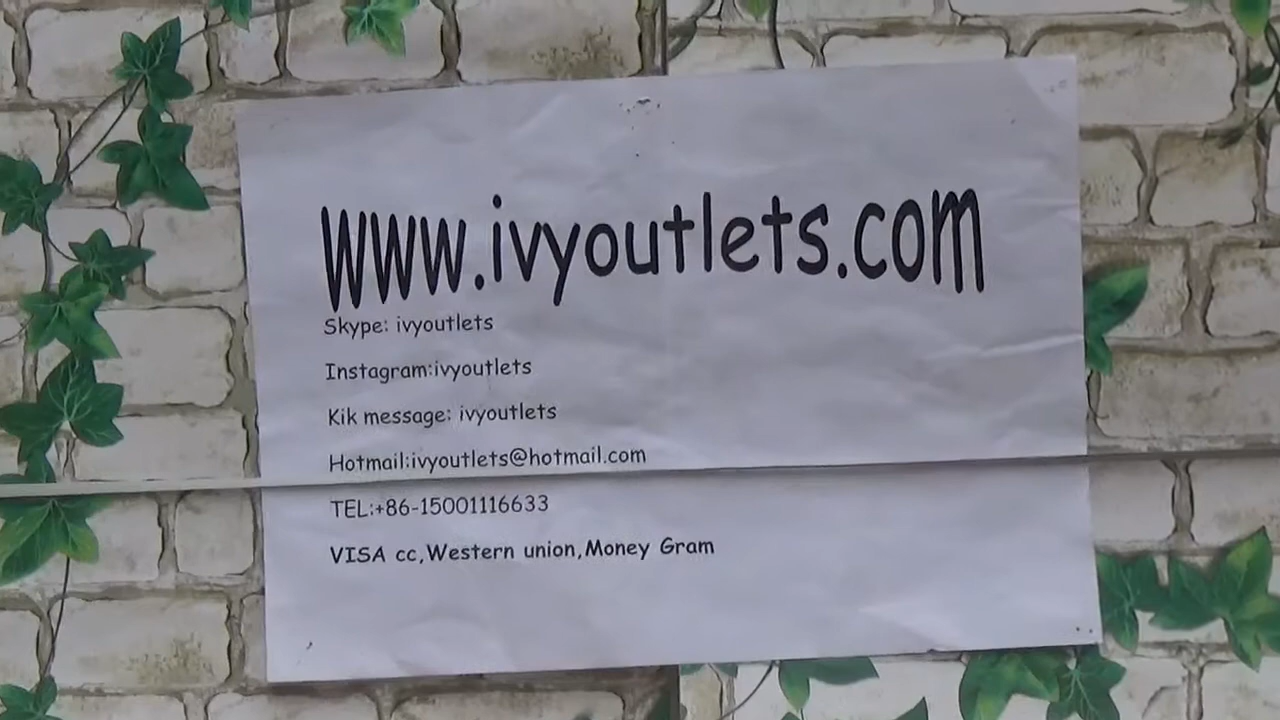 www.ivyoutlets.com
Skype: ivyoutlets
Instagram:ivyoutlets
Kik message: ivyoutlets
Hotmail:ivyoutlets@hotmail.com
TEL:+86-15001116633
VISA cc,Western union,Money Gram